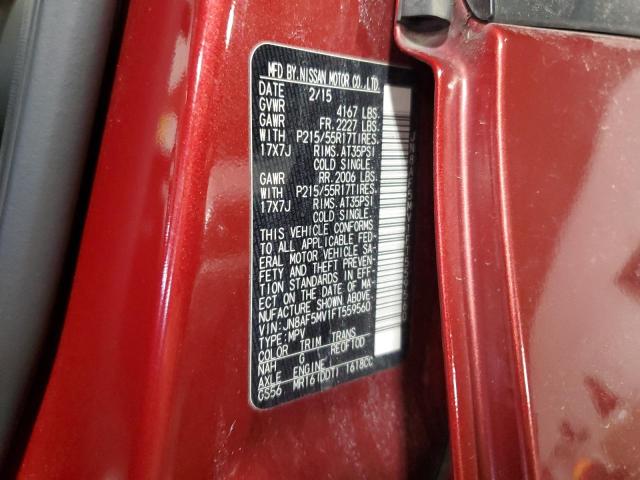 MFD BY.NISSAN MOTOR CO.,LTD.
DATE 2/15
GVWR 4167 LBS.
GAWR FR.2227 LBS.
WITH P215/55R17TIRES.
17X7J RIMS.AT35PSI
COLD SINGLE.
GAWR RR.2006 LBS.
WITH P215/55R17TIRES.
17X7J RIMS.AT35PSI
COLD SINGLE.
THIS VEHICLE CONFORMS
TO ALL APPLICABLE FED-
ERAL MOTOR VEHICLE SA-
FETY AND THEFT PREVEN-
TION STANDARDS IN EFF-
ECT ON THE DATE OF MA-
NUFACTURE SHOWN ABOVE.
VIN:JN8AF5MV1FT559560
TYPE:MPV
COLOR TRIM TRANS
NAH G RE0F10D
AXLE ENGINE
GS56 MR16(DDT) 1618CC